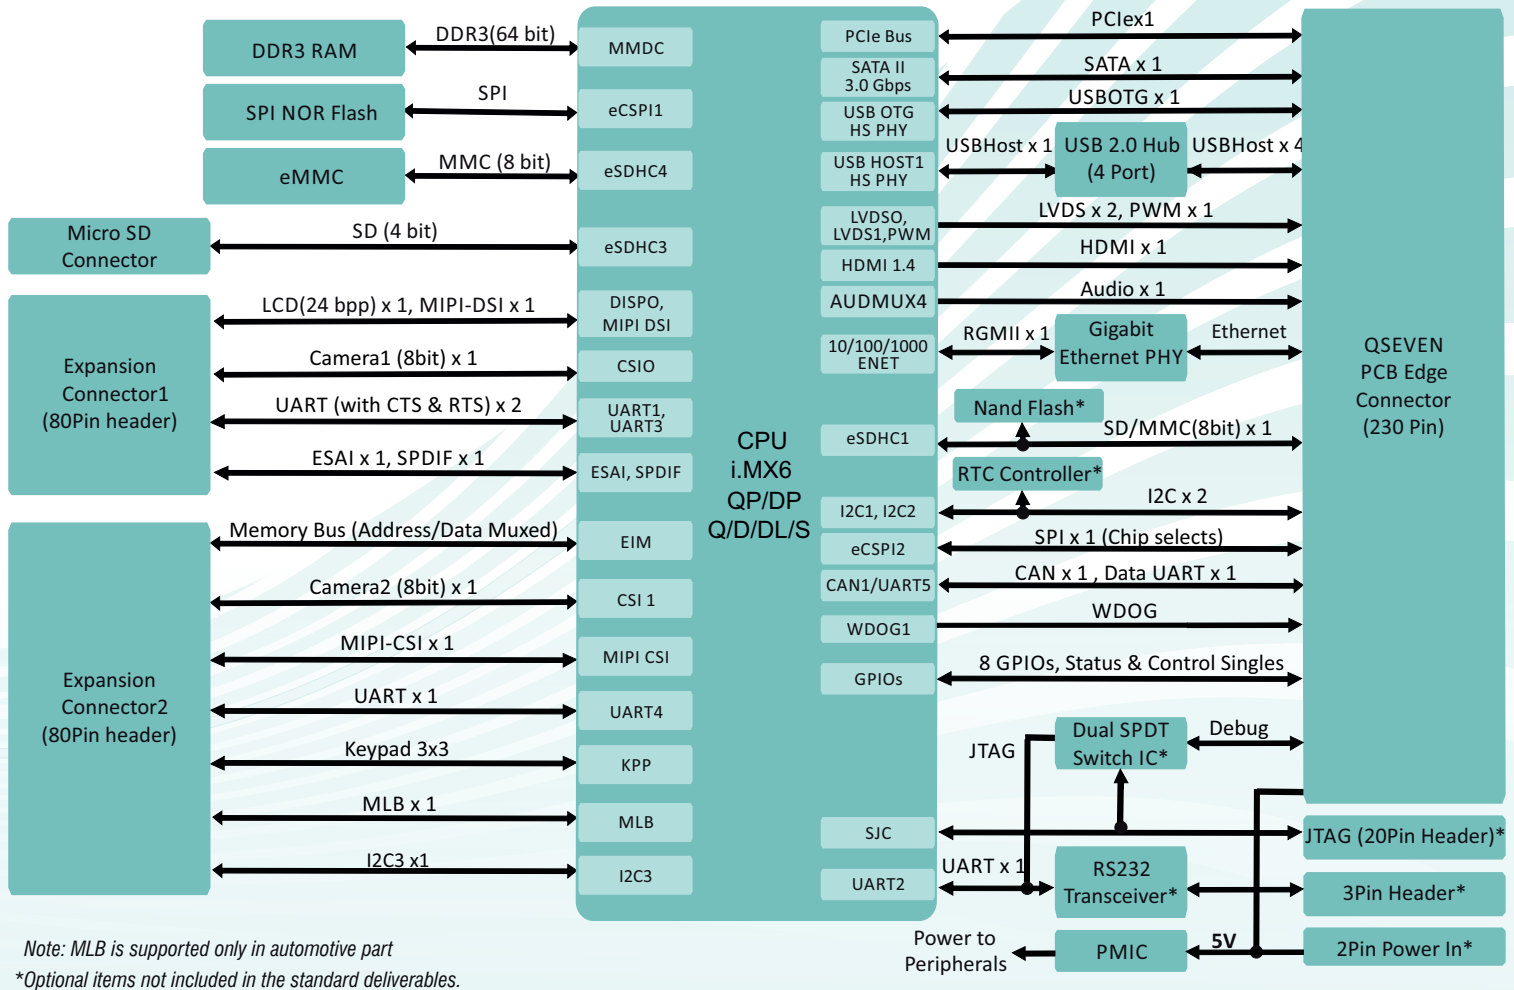 DDR3 RAM
DDR3(64 bit)
MMDC
SPI NOR Flash
SPI
eCSPI1
eMMC
MMC (8 bit)
eSDHC4
Micro SD
Connector
SD (4 bit)
eSDHC3
Expansion
Connector1
(80Pin header)
LCD(24 bpp) x 1, MIPI-DSI x 1
DISPO,
MIPI DSI
Camera1 (8bit) x 1
CSIO
UART (with CTS & RTS) x 2
UART1,
UART3
ESAI x 1, SPDIF x 1
ESAI, SPDIF
Expansion
Connector2
(80Pin header)
Memory Bus (Address/Data Muxed)
EIM
Camera2 (8bit) x 1
CSI 1
MIPI-CSI x 1
MIPI CSI
UART x 1
UART4
Keypad 3x3
KPP
MLB x 1
MLB
I2C3 x1
I2C3
CPU
i.MX6
QP/DP
Q/D/DL/S
PCIe Bus
PCIex1
SATA II
3.0 Gbps
SATA x 1
USB OTG
HS PHY
USBOTG x 1
USB HOST1
HS PHY
USBHost x 1
USB 2.0 Hub
(4 Port)
USBHost x 4
LVDSO,
LVDS1,PWM
LVDS x 2, PWM x 1
HDMI 1.4
HDMI x 1
AUDMUX4
Audio x 1
10/100/1000
ENET
RGMII x 1
Gigabit
Ethernet PHY
Ethernet
Nand Flash*
eSDHC1
SD/MMC(8bit) x 1
RTC Controller*
I2C1, I2C2
I2C x 2
eCSPI2
SPI x 1 (Chip selects)
CAN1/UART5
CAN x 1 , Data UART x 1
WDOG1
WDOG
GPIOs
8 GPIOs, Status & Control Singles
JTAG
Dual SPDT
Switch IC*
Debug
SJC
UART2
UART x 1
RS232
Transceiver*
Power to
Peripherals
PMIC
5V
QSEVEN
PCB Edge
Connector
(230 Pin)
JTAG (20Pin Header)*
3Pin Header*
2Pin Power In*
Note: MLB is supported only in automotive part
*Optional items not included in the standard deliverables.